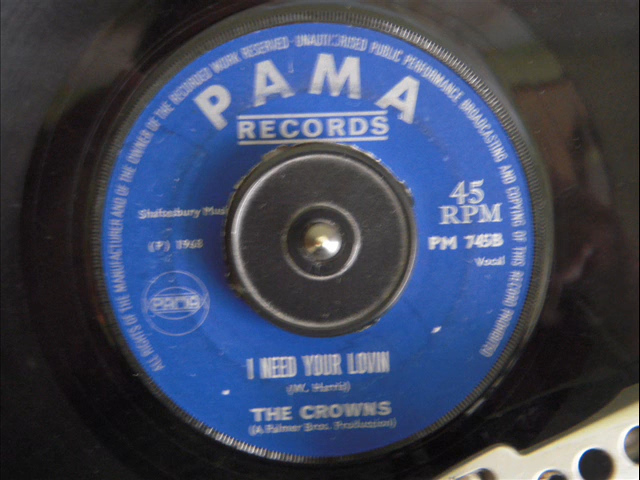 ALL RIGHTS OF THE MANUFACTURER AND OF THE OWNER OF THE RECORDED WORK RESERVED · UNAUTHORISED PUBLIC PERFORMANCE BROADCASTING AND COPYING OF THIS RECORD PROHIBITED
PAMA
RECORDS
45
RPM
Shaftesbury Mus
(P) 1968
PM 745B
Vocal
PAMA
I NEED YOUR LOVIN
(M. Harris)
THE CROWNS
(A Palmer Bros. Production)